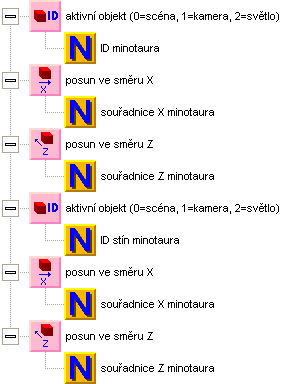 ID aktivní objekt (0=scéna, 1=kamera, 2=světlo)
N ID minotaura
X posun ve směru X
N souřadnice X minotaura
Z posun ve směru Z
N souřadnice Z minotaura
ID aktivní objekt (0=scéna, 1=kamera, 2=světlo)
N ID stín minotaura
X posun ve směru X
N souřadnice X minotaura
Z posun ve směru Z
N souřadnice Z minotaura